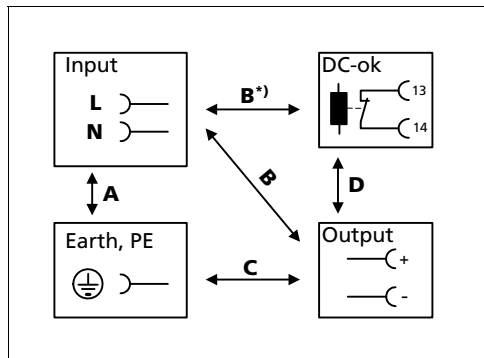 Input
L
N
B*)
DC-ok
13
14
A
B
D
Earth, PE
C
Output
+
-